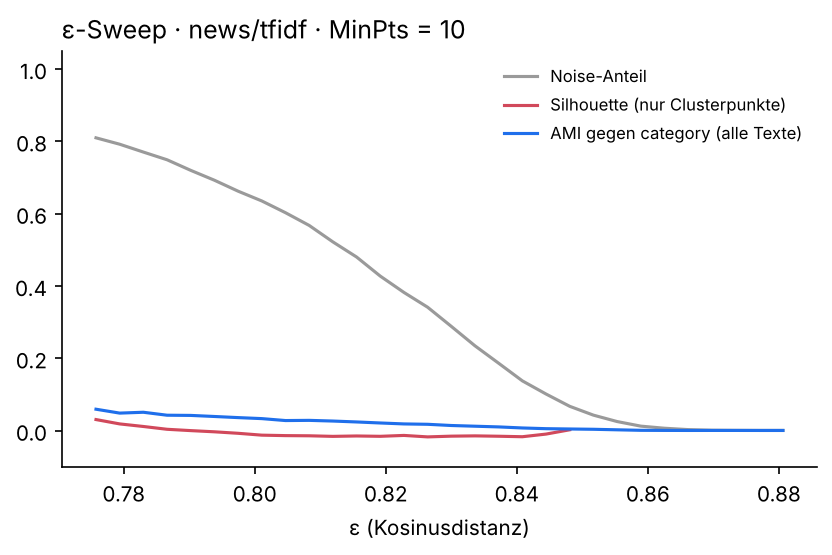 ε-Sweep · news/tfidf · MinPts = 10
1.0
0.8
0.6
0.4
0.2
0.0
Noise-Anteil
Silhouette (nur Clusterpunkte)
AMI gegen category (alle Texte)
0.78 0.80 0.82 0.84 0.86 0.88
ε (Kosinusdistanz)